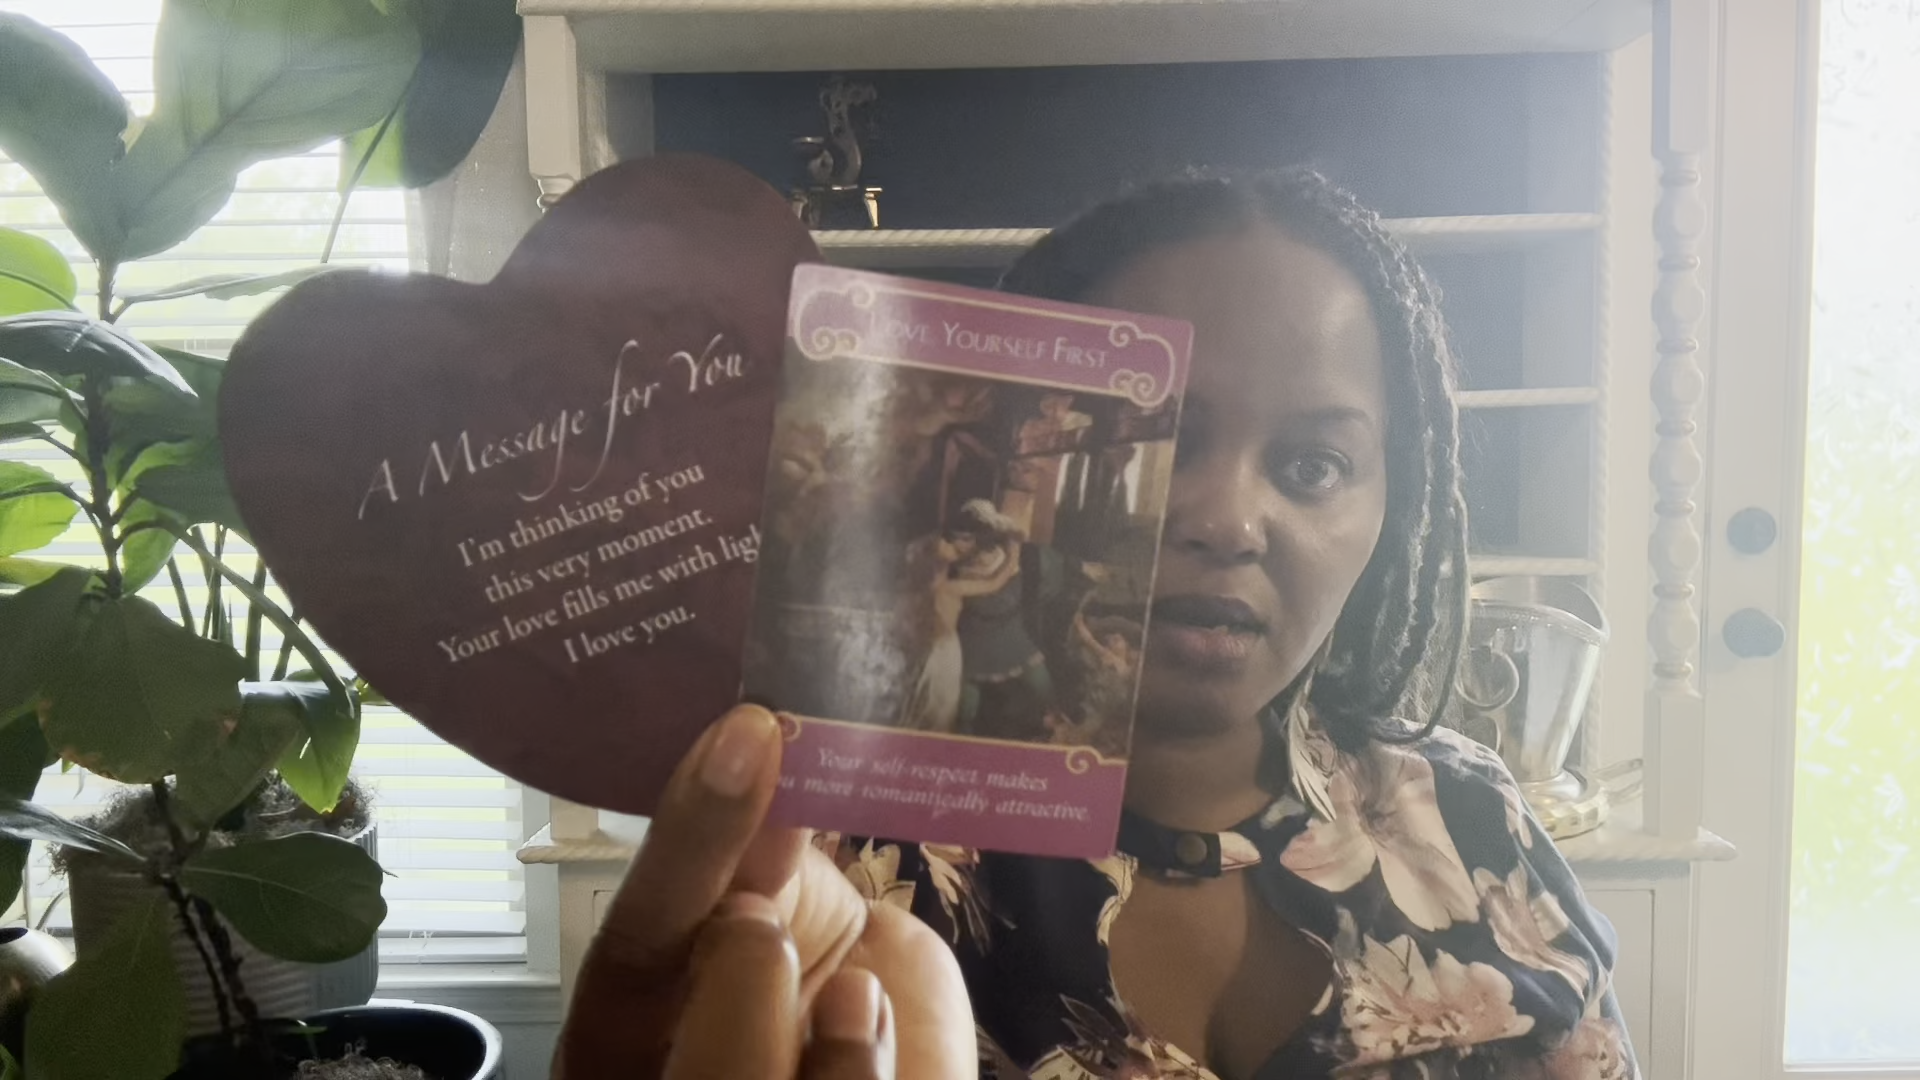 A Message for You
I'm thinking of you
this very moment.
Your love fills me with
I love you.
LOVE YOURSELF FIRST
Your self-respect makes
more romantically attractive.